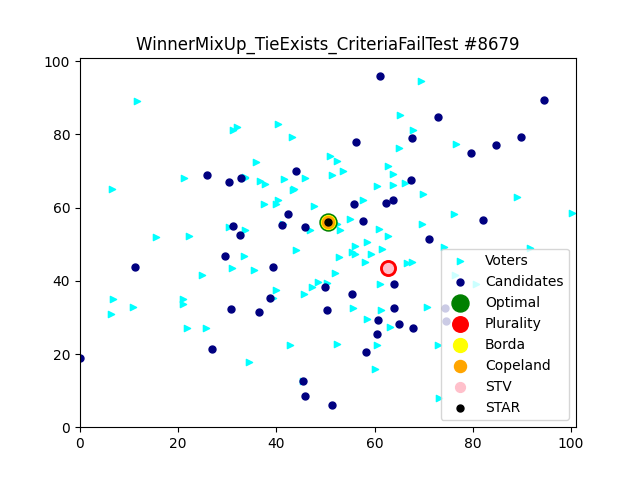 WinnerMixUp_TieExists_CriteriaFailTest #8679
100
80
60
40
20
0
0
20
40
60
80
100
Voters
Candidates
Optimal
Plurality
Borda
Copeland
STV
STAR